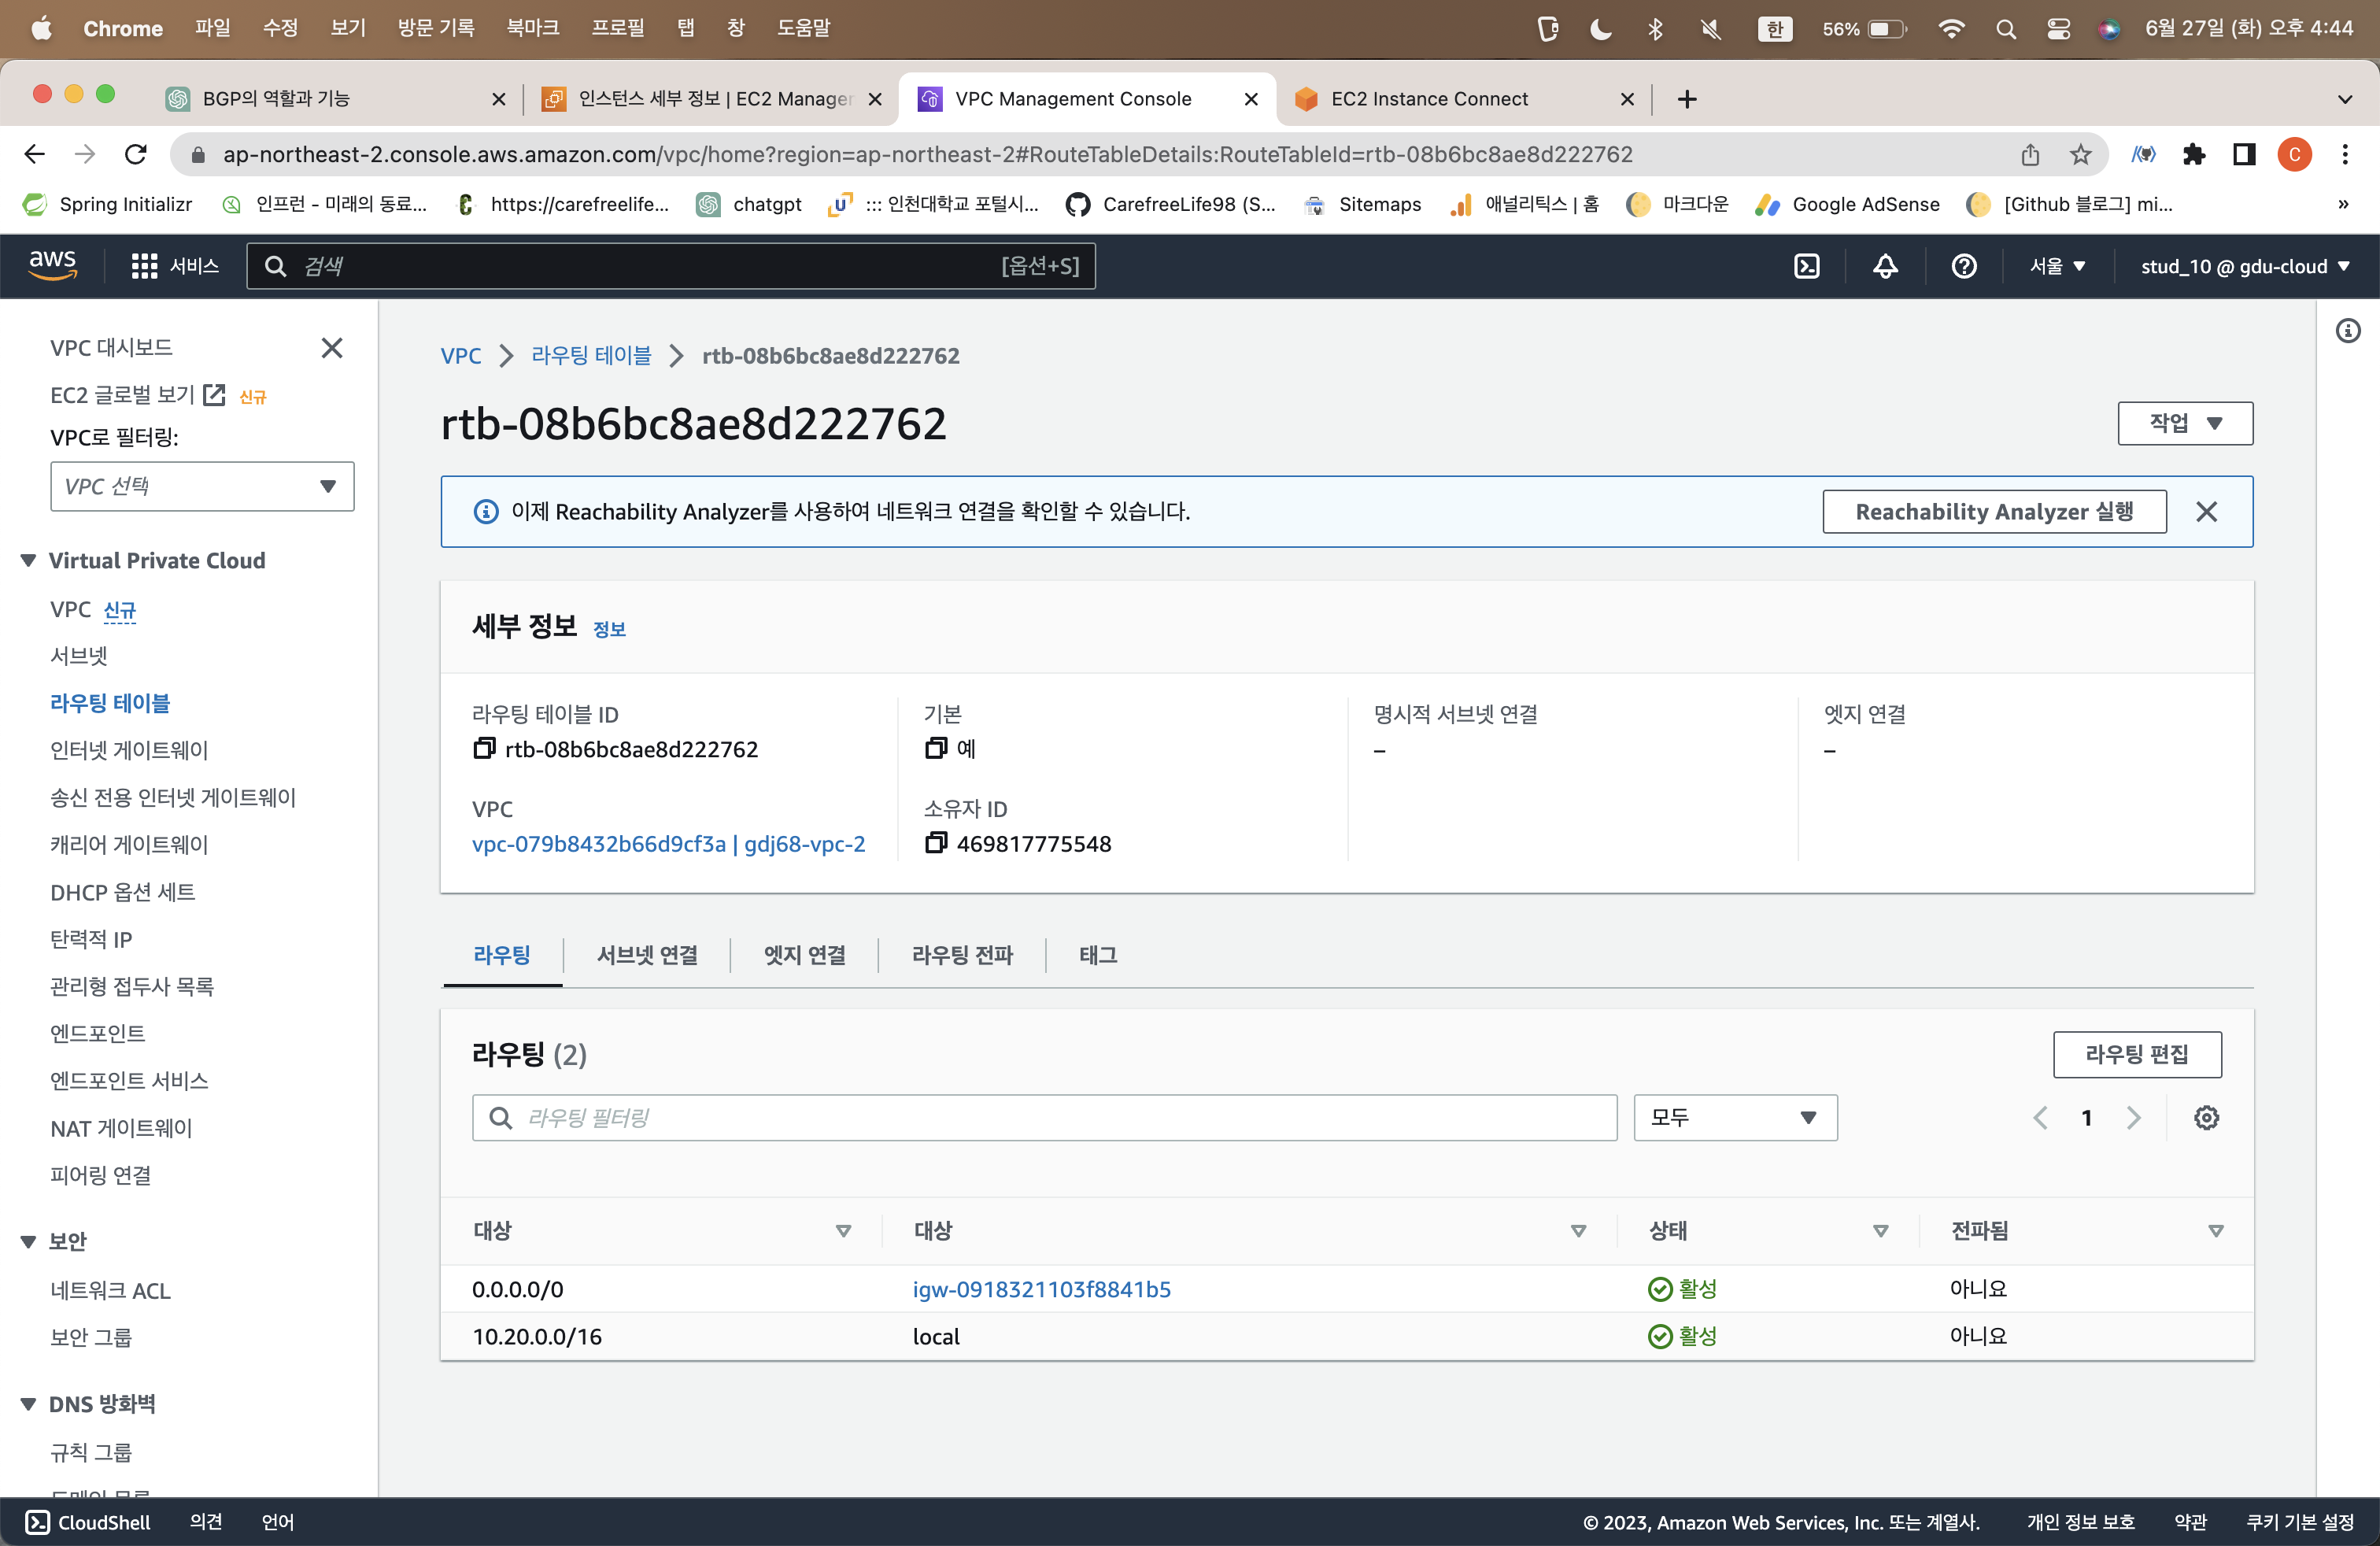 Chrome 파일 수정 보기 방문 기록 북마크 프로필 탭 창 도움말 한 56% 6월 27일 (화) 오후 4:44
BGP의 역할과 기능 인스턴스 세부 정보 | EC2 Manager VPC Management Console EC2 Instance Connect
ap-northeast-2.console.aws.amazon.com/vpc/home?region=ap-northeast-2#RouteTableDetails:RouteTableId=rtb-08b6bc8ae8d222762 C
Spring Initializr 인프런 - 미래의 동료... https://carefreelife... chatgpt ::: 인천대학교 포털시... CarefreeLife98 (S... Sitemaps 애널리틱스 | 홈 마크다운 Google AdSense [Github 블로그] mi... »
aws 서비스 검색 [옵션+S] 서울 stud_10 @ gdu-cloud
VPC 대시보드
EC2 글로벌 보기 신규
VPC로 필터링:
VPC 선택
Virtual Private Cloud
VPC 신규
서브넷
라우팅 테이블
인터넷 게이트웨이
송신 전용 인터넷 게이트웨이
캐리어 게이트웨이
DHCP 옵션 세트
탄력적 IP
관리형 접두사 목록
엔드포인트
엔드포인트 서비스
NAT 게이트웨이
피어링 연결
보안
네트워크 ACL
보안 그룹
DNS 방화벽
규칙 그룹
도메인 목록
VPC 라우팅 테이블 rtb-08b6bc8ae8d222762
rtb-08b6bc8ae8d222762
작업
이제 Reachability Analyzer를 사용하여 네트워크 연결을 확인할 수 있습니다. Reachability Analyzer 실행
세부 정보 정보
라우팅 테이블 ID
rtb-08b6bc8ae8d222762
기본
예
명시적 서브넷 연결
–
엣지 연결
–
VPC
vpc-079b8432b66d9cf3a | gdj68-vpc-2
소유자 ID
469817775548
라우팅 서브넷 연결 엣지 연결 라우팅 전파 태그
라우팅 (2) 라우팅 편집
라우팅 필터링 모두 1
대상 대상 상태 전파됨
0.0.0.0/0 igw-0918321103f8841b5 활성 아니요
10.20.0.0/16 local 활성 아니요
CloudShell 의견 언어 © 2023, Amazon Web Services, Inc. 또는 계열사. 개인 정보 보호 약관 쿠키 기본 설정